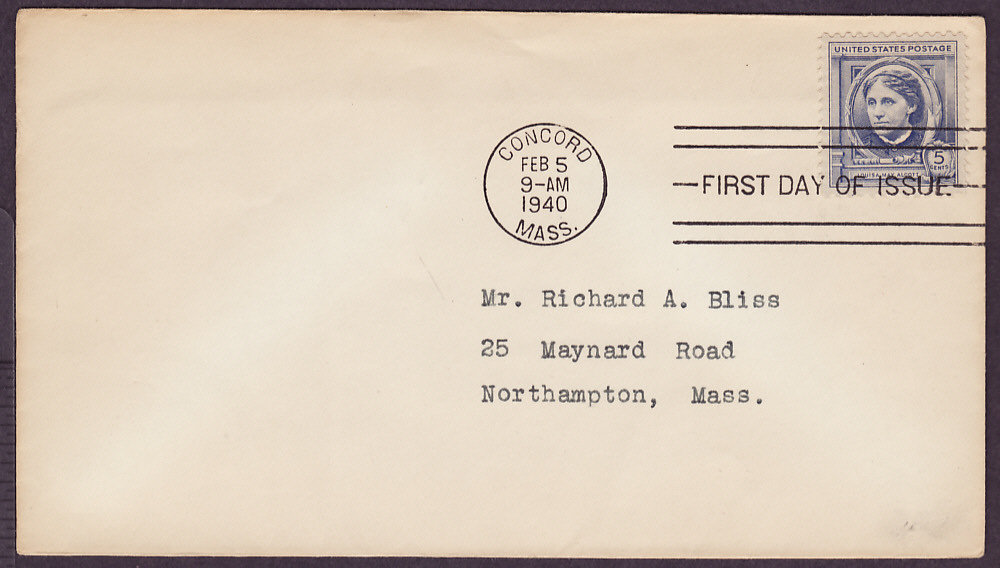 UNITED STATES POSTAGE
5
CENTS
LOUISA MAY ALCOTT
CONCORD
FEB 5
9-AM
1940
MASS.
FIRST DAY OF ISSUE
Mr. Richard A. Bliss
25 Maynard Road
Northampton, Mass.